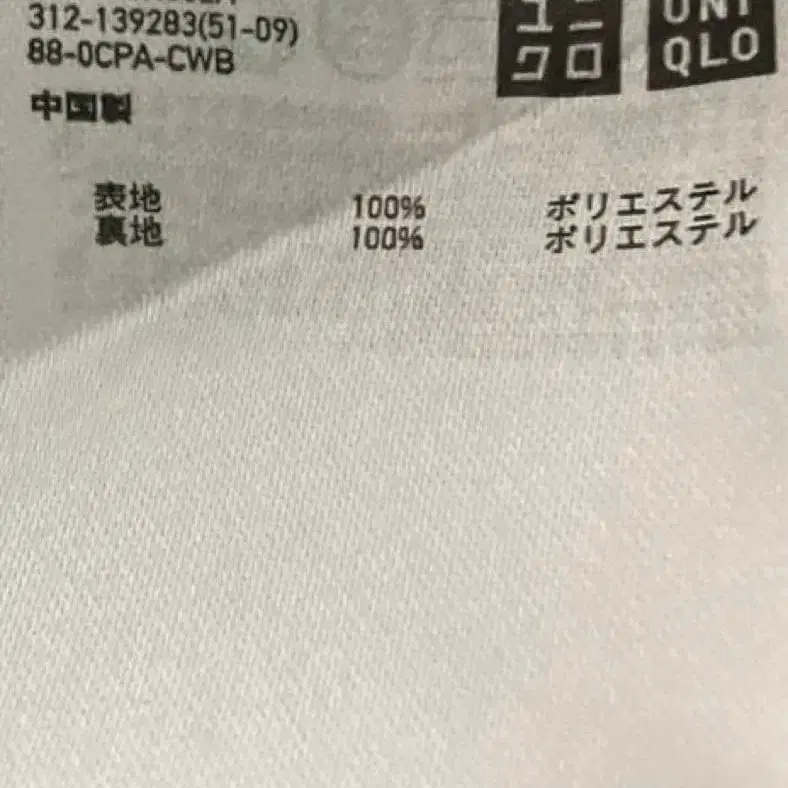 312-139283(51-09)
88-0CPA-CWB
ユニ
クロ
UNI
QLO
中国製
表地 100% ポリエステル
裏地 100% ポリエステル